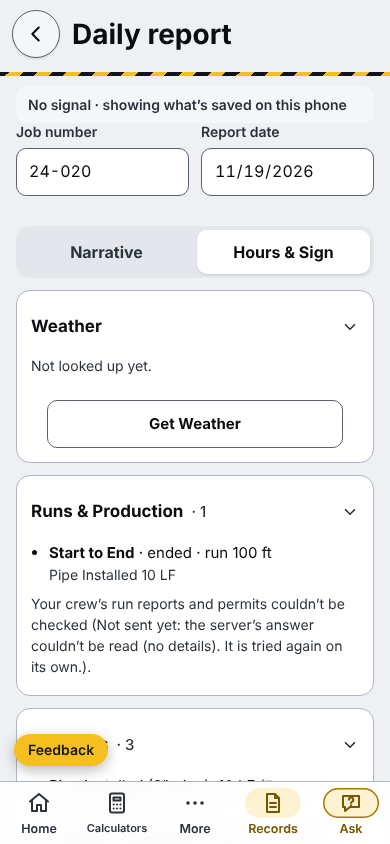 Daily report
No signal · showing what's saved on this phone
Job number
Report date
24-020
11/19/2026
Narrative
Hours & Sign
Weather
Not looked up yet.
Get Weather
Runs & Production · 1
• Start to End · ended · run 100 ft
Pipe Installed 10 LF
Your crew's run reports and permits couldn't be
checked (Not sent yet: the server's answer
couldn't be read (no details). It is tried again on
its own.).
· 3
Feedback
Home
Calculators
More
Records
Ask